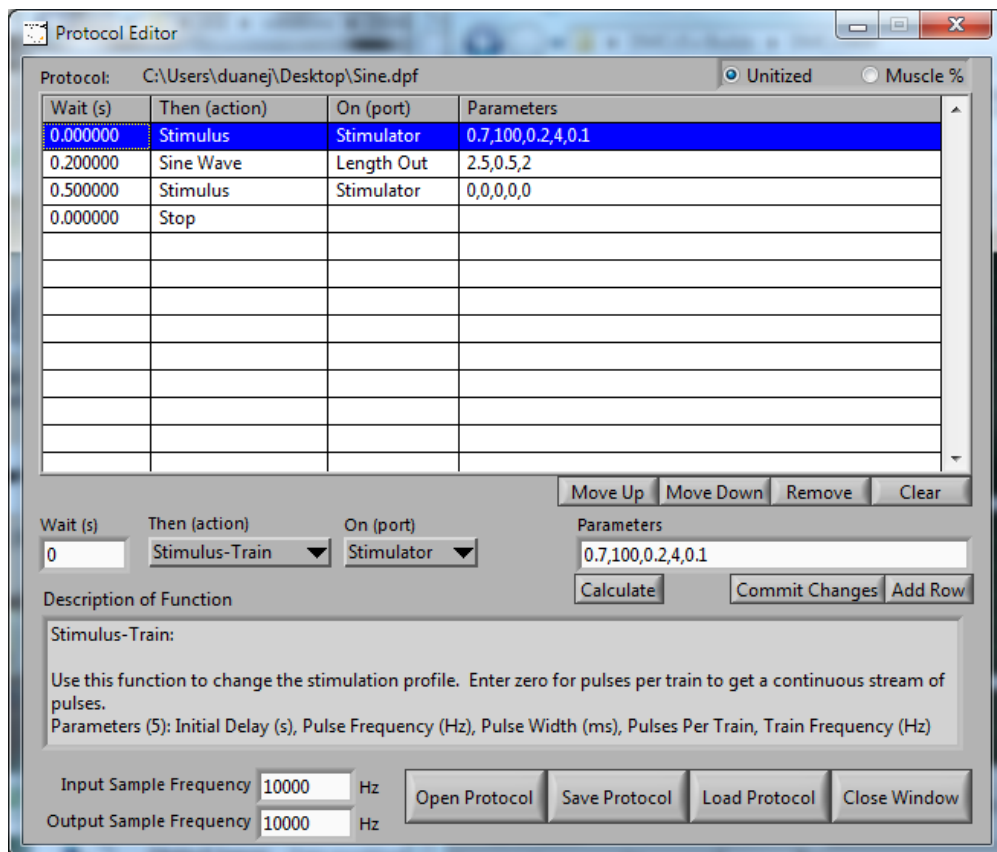 Protocol Editor
Protocol: C:\Users\duanej\Desktop\Sine.dpf Unitized Muscle %
Wait (s) Then (action) On (port) Parameters
0.000000 Stimulus Stimulator 0.7,100,0.2,4,0.1
0.200000 Sine Wave Length Out 2.5,0.5,2
0.500000 Stimulus Stimulator 0,0,0,0,0
0.000000 Stop
Move Up Move Down Remove Clear
Wait (s) Then (action) On (port) Parameters
0 Stimulus-Train Stimulator 0.7,100,0.2,4,0.1
Calculate Commit Changes Add Row
Description of Function
Stimulus-Train:
Use this function to change the stimulation profile. Enter zero for pulses per train to get a continuous stream of
pulses.
Parameters (5): Initial Delay (s), Pulse Frequency (Hz), Pulse Width (ms), Pulses Per Train, Train Frequency (Hz)
Input Sample Frequency 10000 Hz
Open Protocol Save Protocol Load Protocol Close Window
Output Sample Frequency 10000 Hz